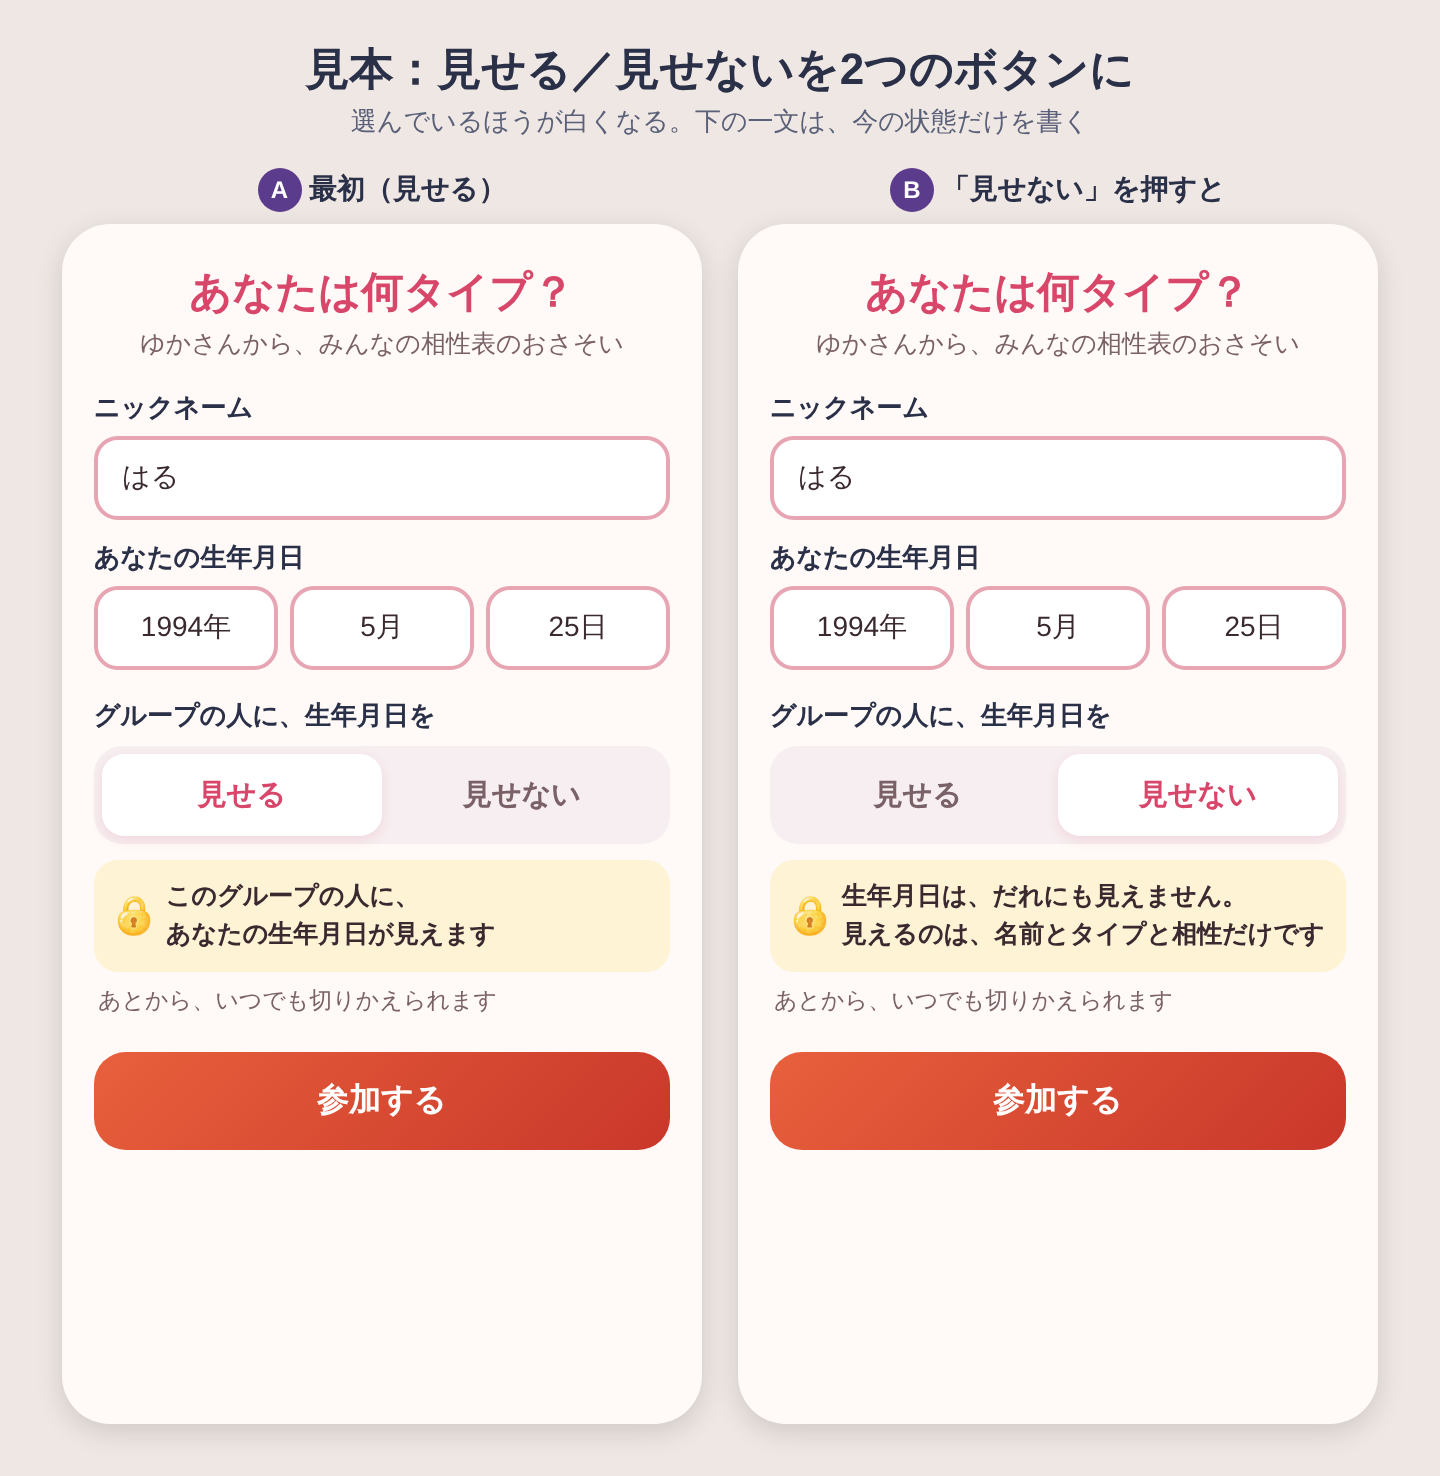 見本：見せる／見せないを2つのボタンに
選んでいるほうが白くなる。下の一文は、今の状態だけを書く
A 最初（見せる）
あなたは何タイプ？
ゆかさんから、みんなの相性表のおさそい
ニックネーム
はる
あなたの生年月日
1994年 5月 25日
グループの人に、生年月日を
見せる 見せない
このグループの人に、
あなたの生年月日が見えます
あとから、いつでも切りかえられます
参加する
B 「見せない」を押すと
あなたは何タイプ？
ゆかさんから、みんなの相性表のおさそい
ニックネーム
はる
あなたの生年月日
1994年 5月 25日
グループの人に、生年月日を
見せる 見せない
生年月日は、だれにも見えません。
見えるのは、名前とタイプと相性だけです
あとから、いつでも切りかえられます
参加する